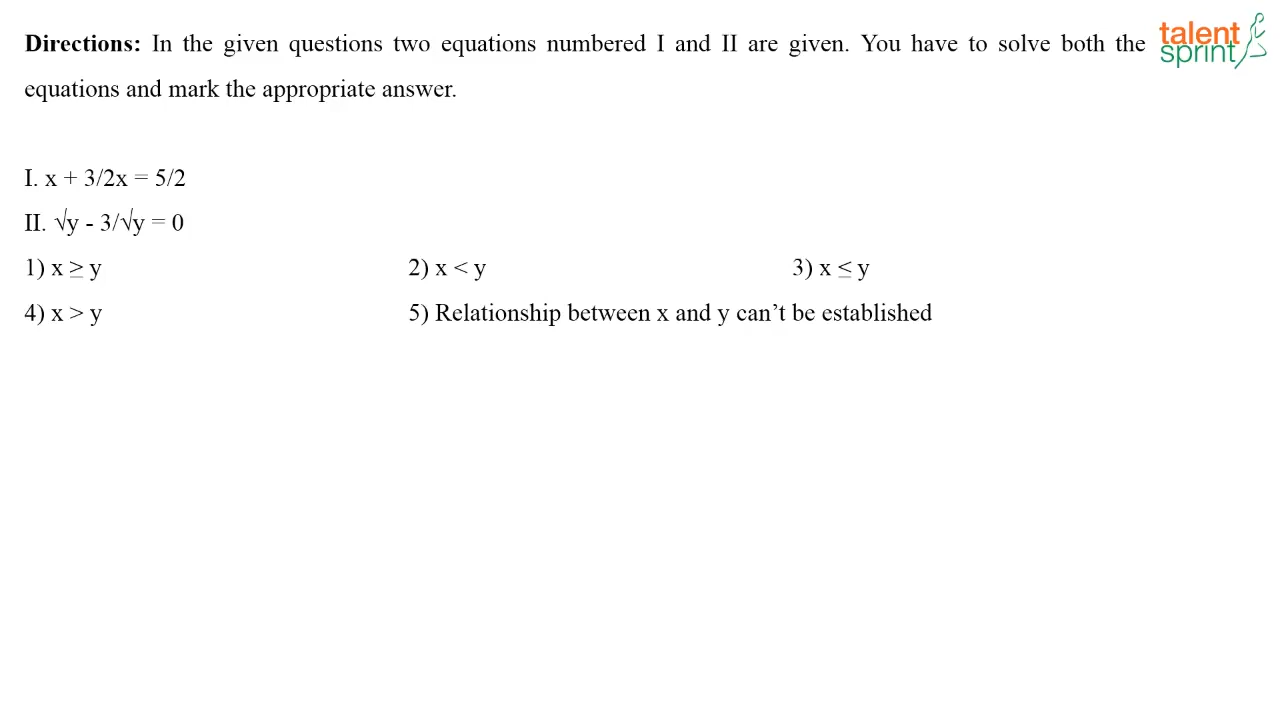 Directions: In the given questions two equations numbered I and II are given. You have to solve both the
equations and mark the appropriate answer.
talent
sprint
I. x + 3/2x = 5/2
II. √y - 3/√y = 0
1) x ≥ y 2) x < y 3) x ≤ y
4) x > y 5) Relationship between x and y can’t be established